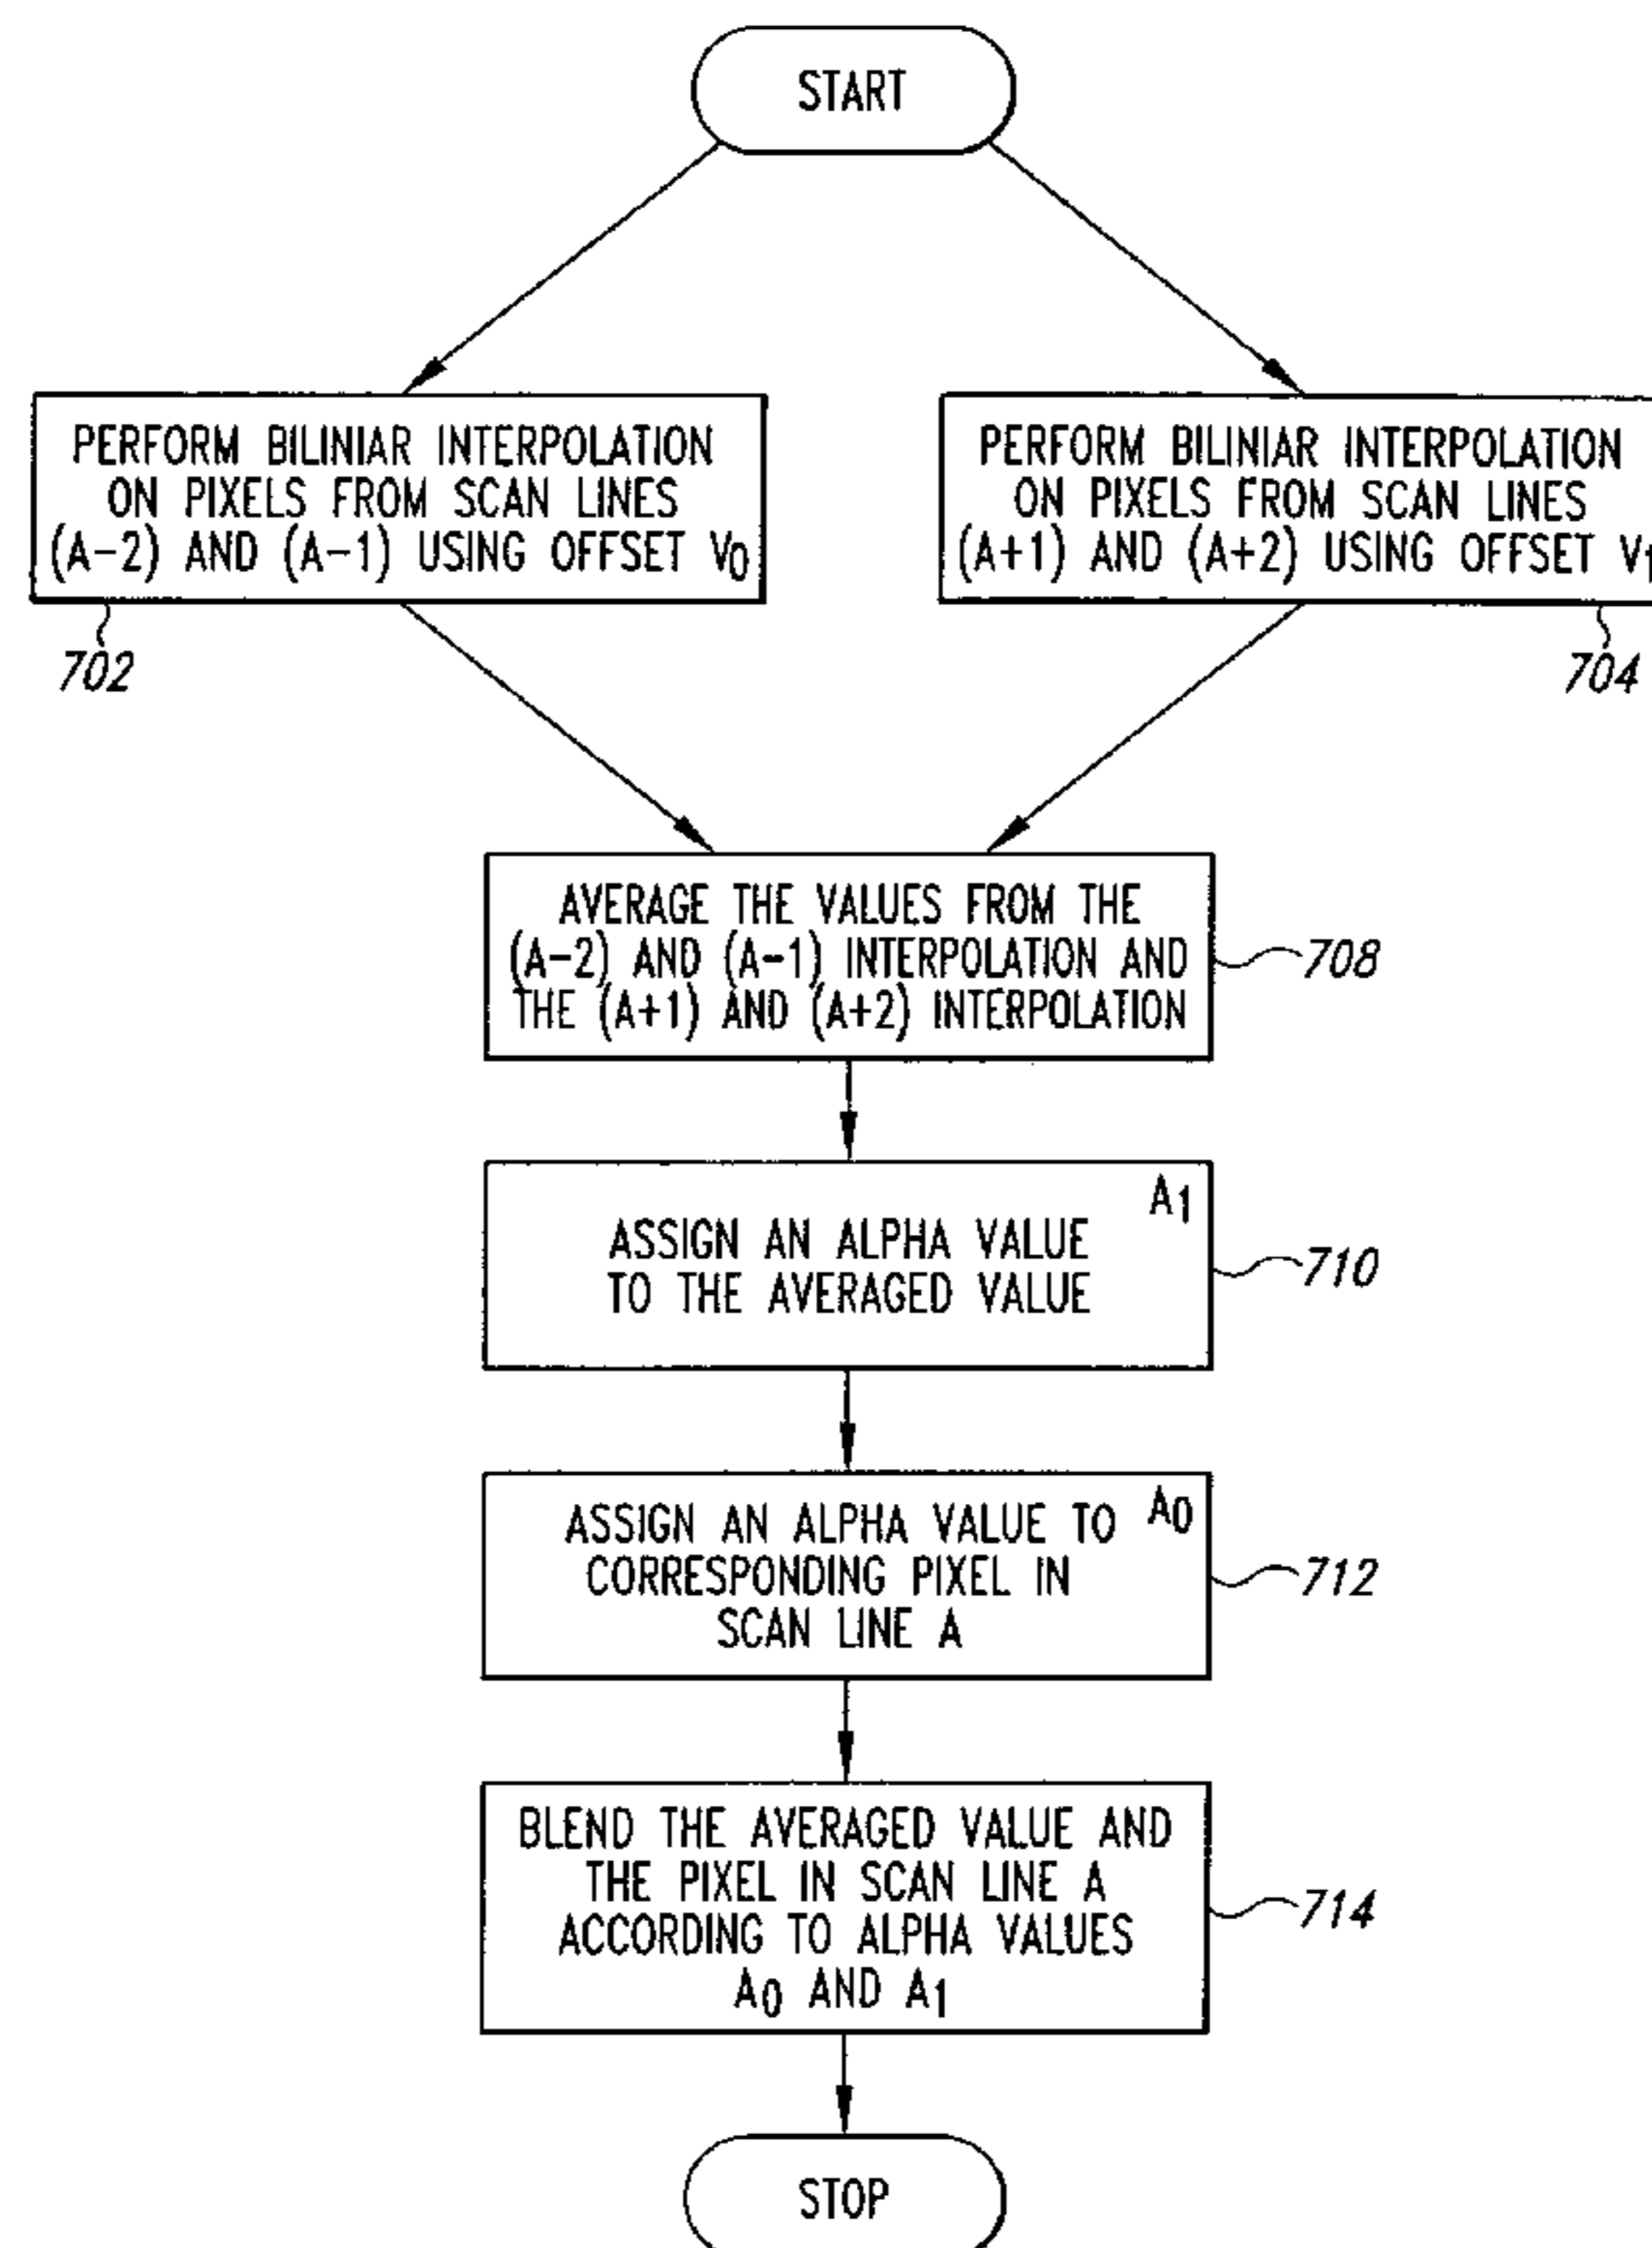 START
PERFORM BILINIAR INTERPOLATION
ON PIXELS FROM SCAN LINES
(A-2) AND (A-1) USING OFFSET V0
702
PERFORM BILINIAR INTERPOLATION
ON PIXELS FROM SCAN LINES
(A+1) AND (A+2) USING OFFSET V1
704
AVERAGE THE VALUES FROM THE
(A-2) AND (A-1) INTERPOLATION AND
THE (A+1) AND (A+2) INTERPOLATION
708
A1
ASSIGN AN ALPHA VALUE
TO THE AVERAGED VALUE
710
A0
ASSIGN AN ALPHA VALUE TO
CORRESPONDING PIXEL IN
SCAN LINE A
712
BLEND THE AVERAGED VALUE AND
THE PIXEL IN SCAN LINE A
ACCORDING TO ALPHA VALUES
A0 AND A1
714
STOP